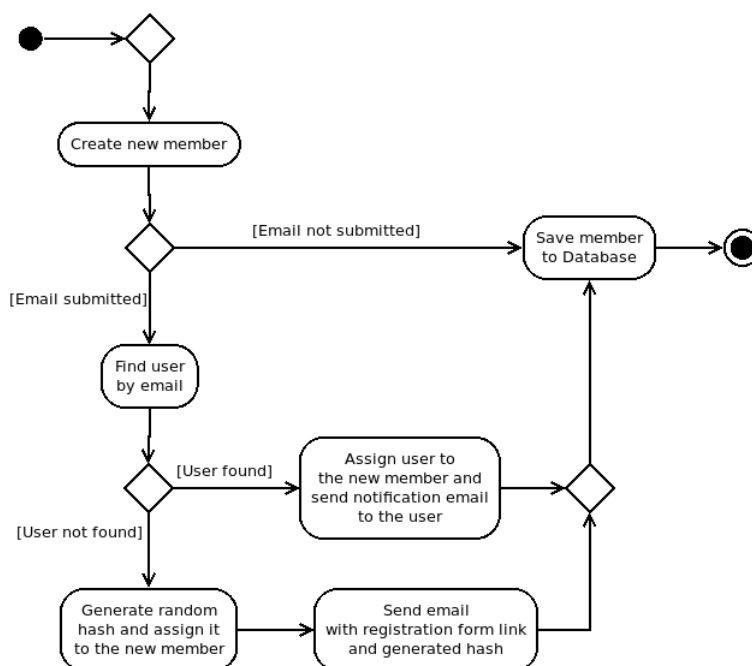 Create new member
[Email not submitted]
Save member
to Database
[Email submitted]
Find user
by email
[User found]
Assign user to
the new member and
send notification email
to the user
[User not found]
Generate random
hash and assign it
to the new member
Send email
with registration form link
and generated hash